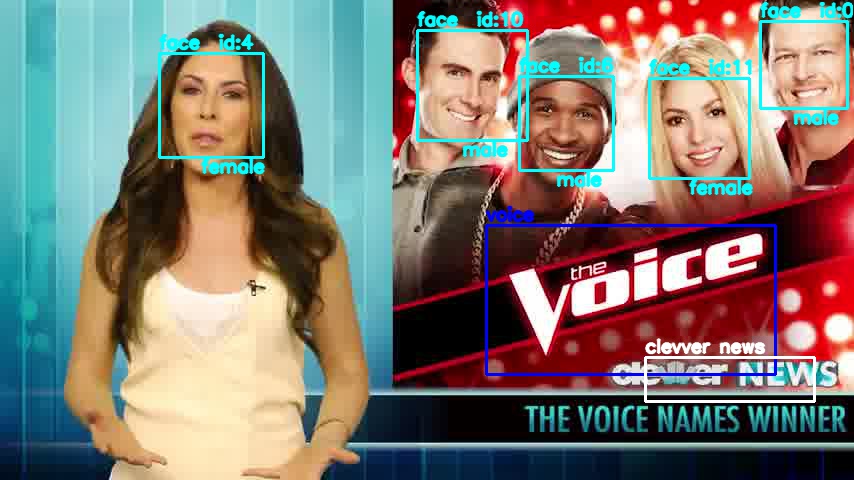 face id:4
female
face id:10
male
face id:6
male
face id:11
female
face id:0
male
voice
the
Voice
clevver news
clevver NEWS
THE VOICE NAMES WINNER